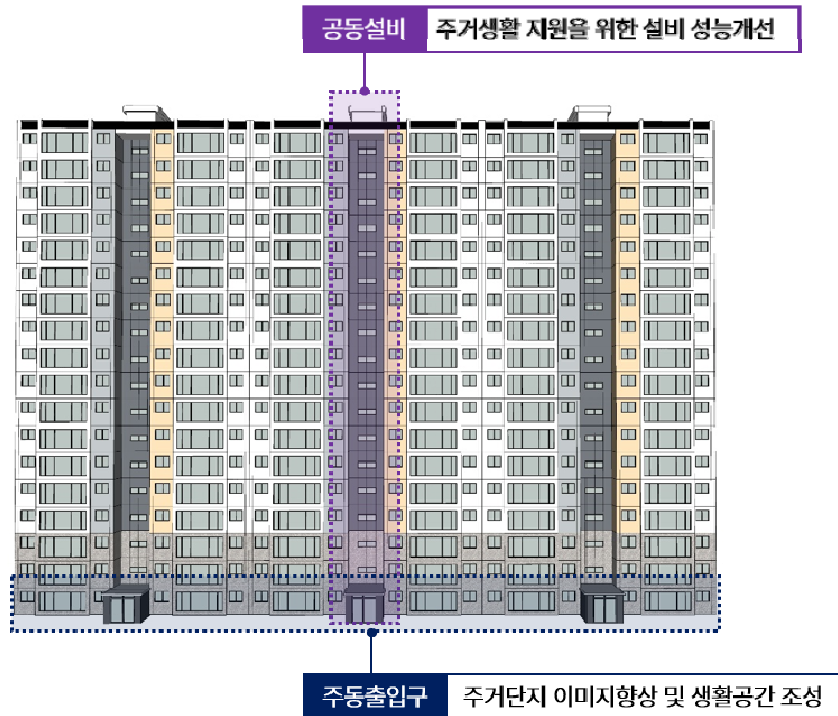 공동설비 주거생활 지원을 위한 설비 성능개선
주동출입구 주거단지 이미지향상 및 생활공간 조성